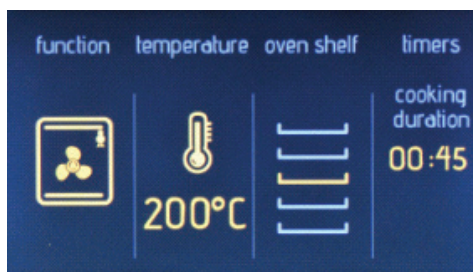 function temperature oven shelf timers
cooking
duration
00:45
200°C